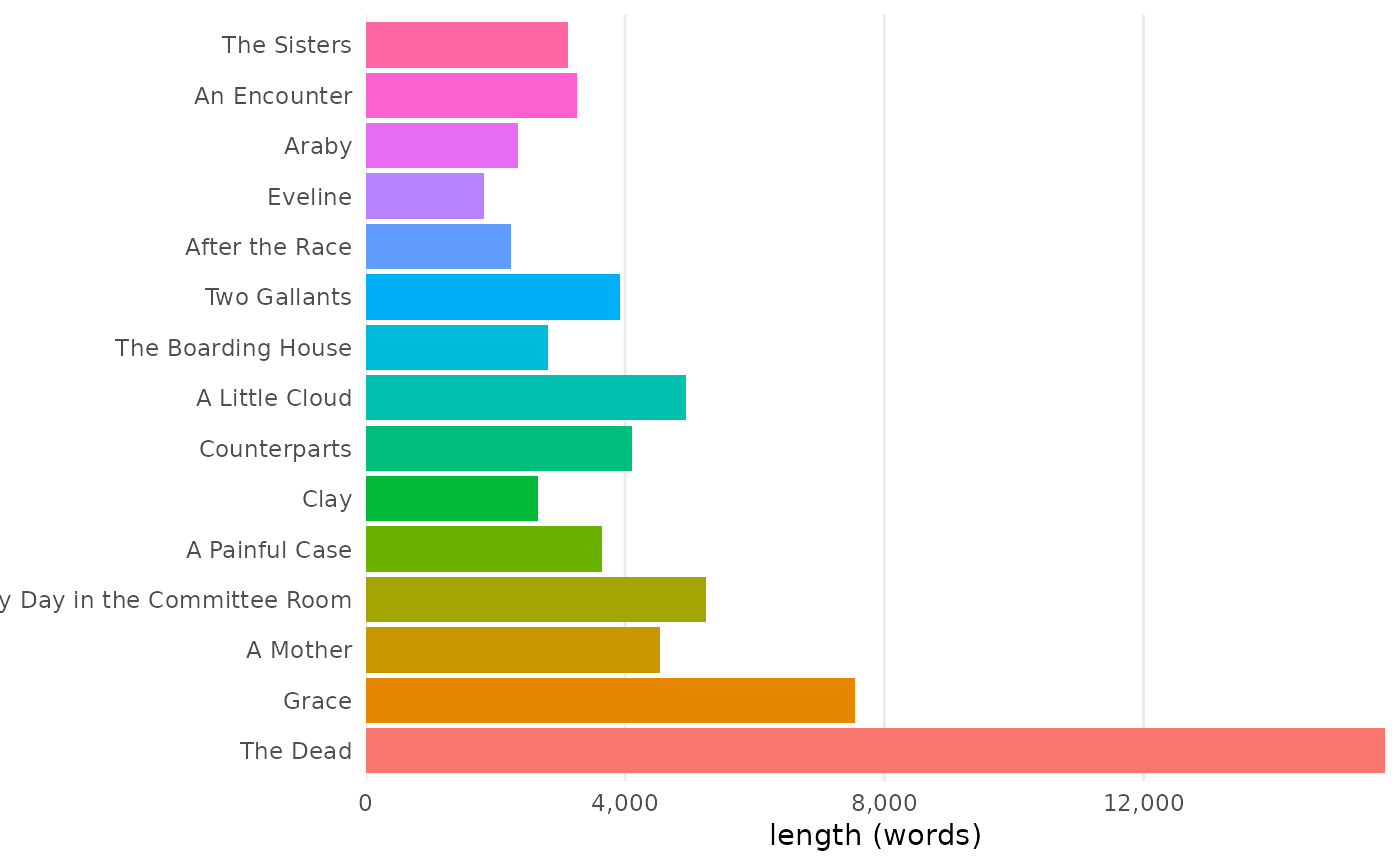 The Sisters
An Encounter
Araby
Eveline
After the Race
Two Gallants
The Boarding House
A Little Cloud
Counterparts
Clay
A Painful Case
y Day in the Committee Room
A Mother
Grace
The Dead
0 4,000 8,000 12,000
length (words)